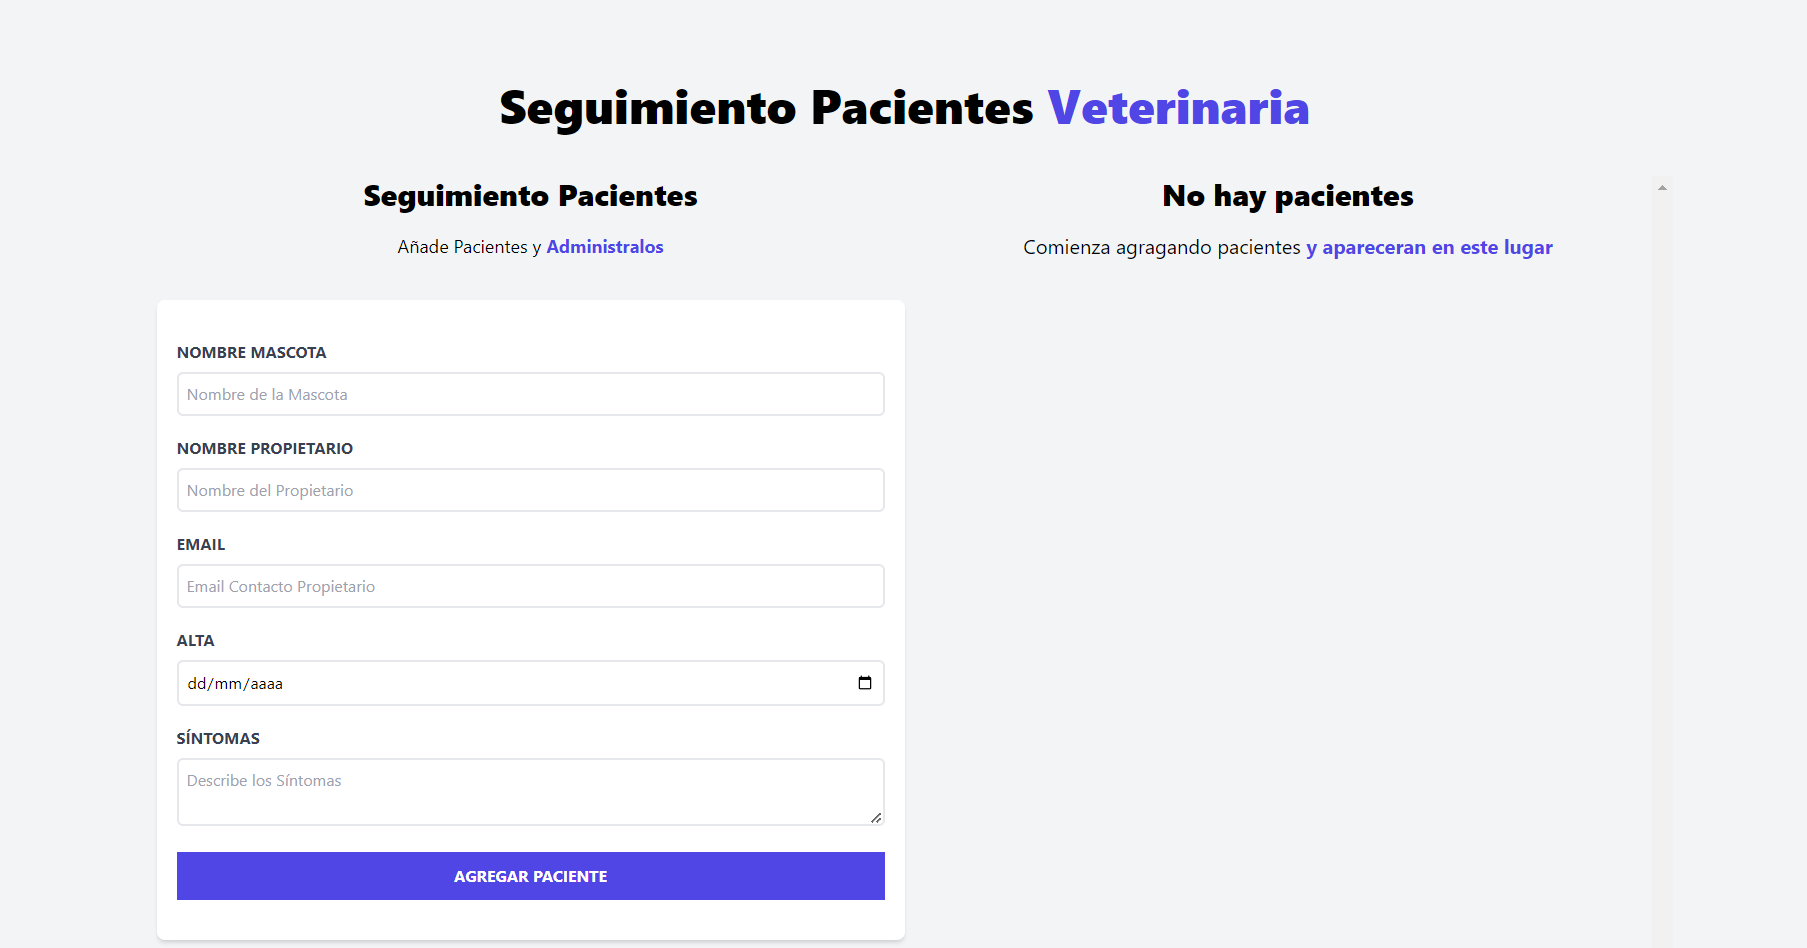 Seguimiento Pacientes Veterinaria
Seguimiento Pacientes
Añade Pacientes y Administralos
NOMBRE MASCOTA
Nombre de la Mascota
NOMBRE PROPIETARIO
Nombre del Propietario
EMAIL
Email Contacto Propietario
ALTA
dd/mm/aaaa
SÍNTOMAS
Describe los Síntomas
AGREGAR PACIENTE
No hay pacientes
Comienza agragando pacientes y apareceran en este lugar